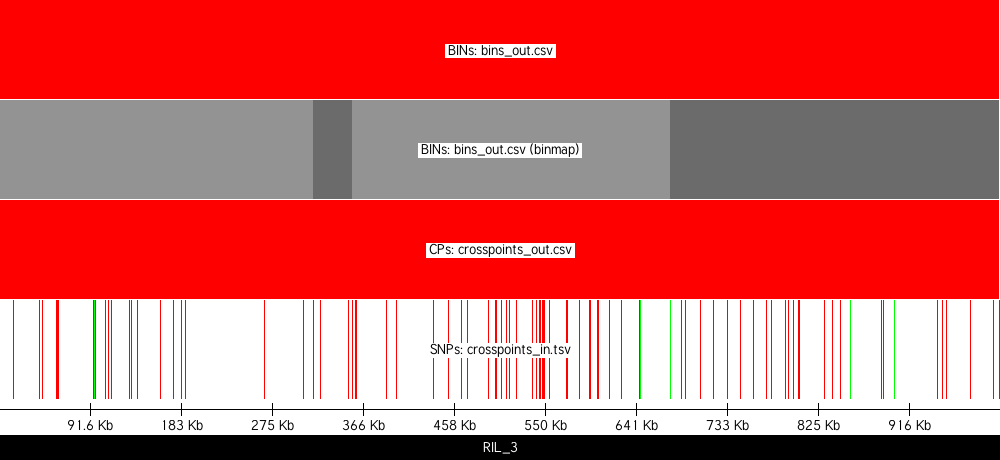 BINs: bins_out.csv
BINs: bins_out.csv (binmap)
CPs: crosspoints_out.csv
SNPs: crosspoints_in.tsv
91.6 Kb 183 Kb 275 Kb 366 Kb 458 Kb 550 Kb 641 Kb 733 Kb 825 Kb 916 Kb
RIL_3